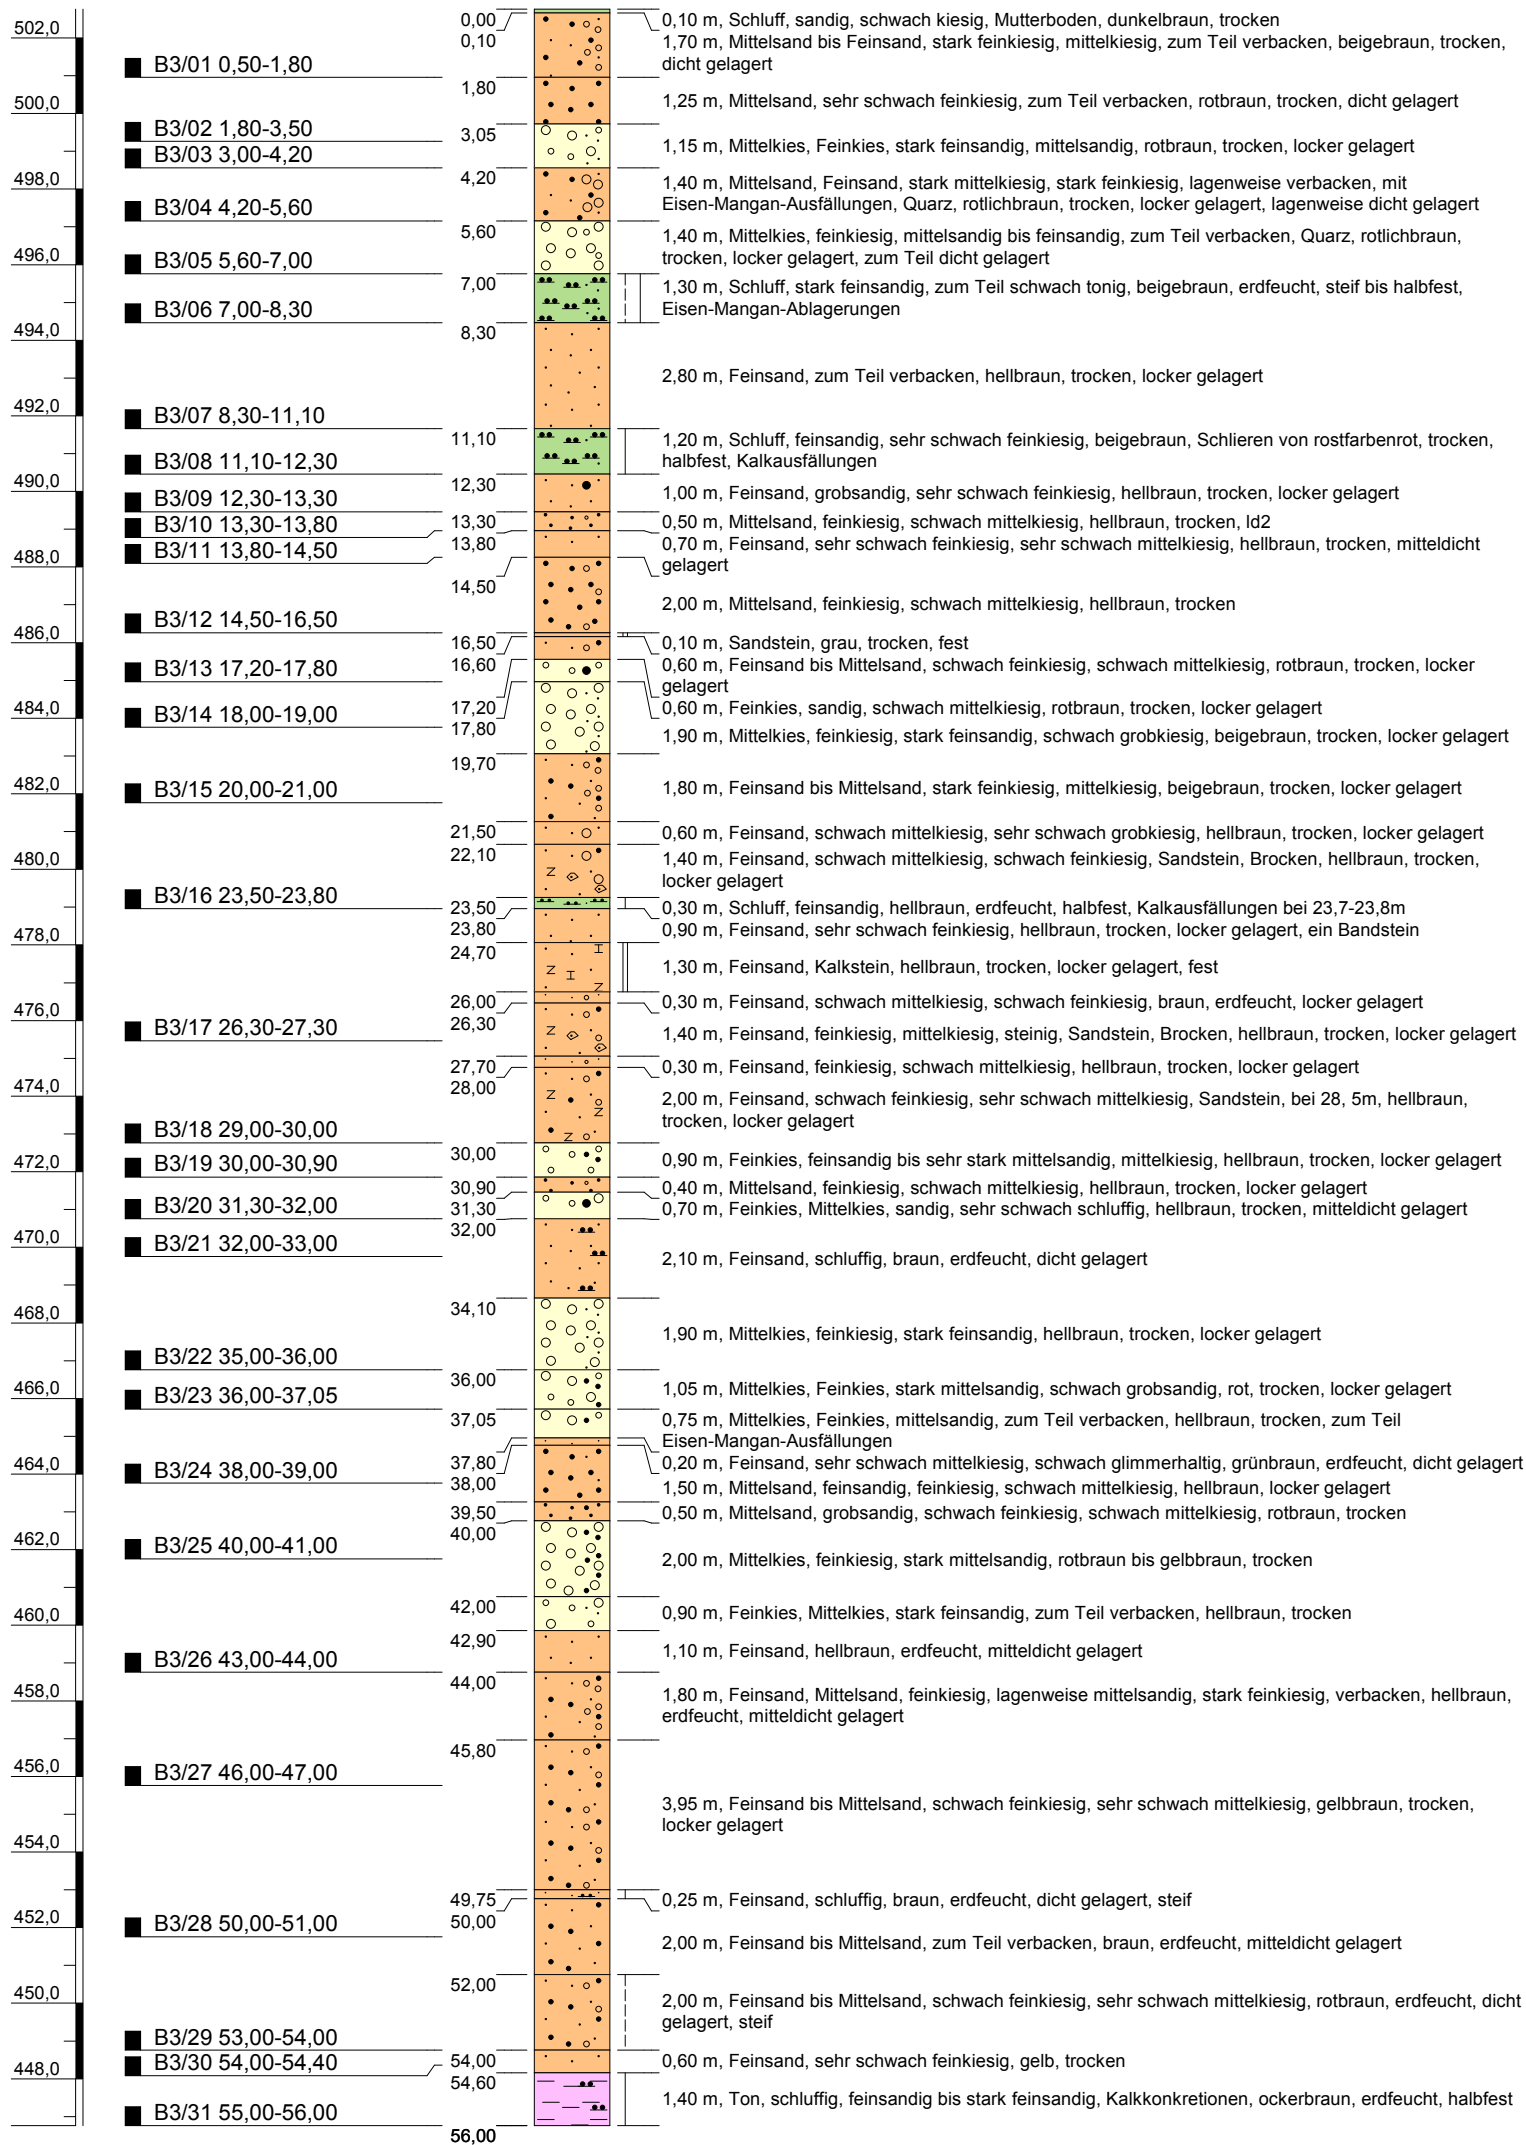 502,0
500,0
498,0
496,0
494,0
492,0
490,0
488,0
486,0
484,0
482,0
480,0
478,0
476,0
474,0
472,0
470,0
468,0
466,0
464,0
462,0
460,0
458,0
456,0
454,0
452,0
450,0
448,0
B3/01 0,50-1,80
B3/02 1,80-3,50
B3/03 3,00-4,20
B3/04 4,20-5,60
B3/05 5,60-7,00
B3/06 7,00-8,30
B3/07 8,30-11,10
B3/08 11,10-12,30
B3/09 12,30-13,30
B3/10 13,30-13,80
B3/11 13,80-14,50
B3/12 14,50-16,50
B3/13 17,20-17,80
B3/14 18,00-19,00
B3/15 20,00-21,00
B3/16 23,50-23,80
B3/17 26,30-27,30
B3/18 29,00-30,00
B3/19 30,00-30,90
B3/20 31,30-32,00
B3/21 32,00-33,00
B3/22 35,00-36,00
B3/23 36,00-37,05
B3/24 38,00-39,00
B3/25 40,00-41,00
B3/26 43,00-44,00
B3/27 46,00-47,00
B3/28 50,00-51,00
B3/29 53,00-54,00
B3/30 54,00-54,40
B3/31 55,00-56,00
0,00
0,10
1,80
3,05
4,20
5,60
7,00
8,30
11,10
12,30
13,30
13,80
14,50
16,50
16,60
17,20
17,80
19,70
21,50
22,10
23,50
23,80
24,70
26,00
26,30
27,70
28,00
30,00
30,90
31,30
32,00
34,10
36,00
37,05
37,80
38,00
39,50
40,00
42,00
42,90
44,00
45,80
49,75
50,00
52,00
54,00
54,60
56,00
0,10 m, Schluff, sandig, schwach kiesig, Mutterboden, dunkelbraun, trocken
1,70 m, Mittelsand bis Feinsand, stark feinkiesig, mittelkiesig, zum Teil verbacken, beigebraun, trocken,
dicht gelagert
1,25 m, Mittelsand, sehr schwach feinkiesig, zum Teil verbacken, rotbraun, trocken, dicht gelagert
1,15 m, Mittelkies, Feinkies, stark feinsandig, mittelsandig, rotbraun, trocken, locker gelagert
1,40 m, Mittelsand, Feinsand, stark mittelkiesig, stark feinkiesig, lagenweise verbacken, mit
Eisen-Mangan-Ausfällungen, Quarz, rotlichbraun, trocken, locker gelagert, lagenweise dicht gelagert
1,40 m, Mittelkies, feinkiesig, mittelsandig bis feinsandig, zum Teil verbacken, Quarz, rotlichbraun,
trocken, locker gelagert, zum Teil dicht gelagert
1,30 m, Schluff, stark feinsandig, zum Teil schwach tonig, beigebraun, erdfeucht, steif bis halbfest,
Eisen-Mangan-Ablagerungen
2,80 m, Feinsand, zum Teil verbacken, hellbraun, trocken, locker gelagert
1,20 m, Schluff, feinsandig, sehr schwach feinkiesig, beigebraun, Schlieren von rostfarbenrot, trocken,
halbfest, Kalkausfällungen
1,00 m, Feinsand, grobsandig, sehr schwach feinkiesig, hellbraun, trocken, locker gelagert
0,50 m, Mittelsand, feinkiesig, schwach mittelkiesig, hellbraun, trocken, ld2
0,70 m, Feinsand, sehr schwach feinkiesig, sehr schwach mittelkiesig, hellbraun, trocken, mitteldicht
gelagert
2,00 m, Mittelsand, feinkiesig, schwach mittelkiesig, hellbraun, trocken
0,10 m, Sandstein, grau, trocken, fest
0,60 m, Feinsand bis Mittelsand, schwach feinkiesig, schwach mittelkiesig, rotbraun, trocken, locker
gelagert
0,60 m, Feinkies, sandig, schwach mittelkiesig, rotbraun, trocken, locker gelagert
1,90 m, Mittelkies, feinkiesig, stark feinsandig, schwach grobkiesig, beigebraun, trocken, locker gelagert
1,80 m, Feinsand bis Mittelsand, stark feinkiesig, mittelkiesig, beigebraun, trocken, locker gelagert
0,60 m, Feinsand, schwach mittelkiesig, sehr schwach grobkiesig, hellbraun, trocken, locker gelagert
1,40 m, Feinsand, schwach mittelkiesig, schwach feinkiesig, Sandstein, Brocken, hellbraun, trocken,
locker gelagert
0,30 m, Schluff, feinsandig, hellbraun, erdfeucht, halbfest, Kalkausfällungen bei 23,7-23,8m
0,90 m, Feinsand, sehr schwach feinkiesig, hellbraun, trocken, locker gelagert, ein Bandstein
1,30 m, Feinsand, Kalkstein, hellbraun, trocken, locker gelagert, fest
0,30 m, Feinsand, schwach mittelkiesig, schwach feinkiesig, braun, erdfeucht, locker gelagert
1,40 m, Feinsand, feinkiesig, mittelkiesig, steinig, Sandstein, Brocken, hellbraun, trocken, locker gelagert
0,30 m, Feinsand, feinkiesig, schwach mittelkiesig, hellbraun, trocken, locker gelagert
2,00 m, Feinsand, schwach feinkiesig, sehr schwach mittelkiesig, Sandstein, bei 28, 5m, hellbraun,
trocken, locker gelagert
0,90 m, Feinkies, feinsandig bis sehr stark mittelsandig, mittelkiesig, hellbraun, trocken, locker gelagert
0,40 m, Mittelsand, feinkiesig, schwach mittelkiesig, hellbraun, trocken, locker gelagert
0,70 m, Feinkies, Mittelkies, sandig, sehr schwach schluffig, hellbraun, trocken, mitteldicht gelagert
2,10 m, Feinsand, schluffig, braun, erdfeucht, dicht gelagert
1,90 m, Mittelkies, feinkiesig, stark feinsandig, hellbraun, trocken, locker gelagert
1,05 m, Mittelkies, Feinkies, stark mittelsandig, schwach grobsandig, rot, trocken, locker gelagert
0,75 m, Mittelkies, Feinkies, mittelsandig, zum Teil verbacken, hellbraun, trocken, zum Teil
Eisen-Mangan-Ausfällungen
0,20 m, Feinsand, sehr schwach mittelkiesig, schwach glimmerhaltig, grünbraun, erdfeucht, dicht gelagert
1,50 m, Mittelsand, feinsandig, feinkiesig, schwach mittelkiesig, hellbraun, locker gelagert
0,50 m, Mittelsand, grobsandig, schwach feinkiesig, schwach mittelkiesig, rotbraun, trocken
2,00 m, Mittelkies, feinkiesig, stark mittelsandig, rotbraun bis gelbbraun, trocken
0,90 m, Feinkies, Mittelkies, stark feinsandig, zum Teil verbacken, hellbraun, trocken
1,10 m, Feinsand, hellbraun, erdfeucht, mitteldicht gelagert
1,80 m, Feinsand, Mittelsand, feinkiesig, lagenweise mittelsandig, stark feinkiesig, verbacken, hellbraun,
erdfeucht, mitteldicht gelagert
3,95 m, Feinsand bis Mittelsand, schwach feinkiesig, sehr schwach mittelkiesig, gelbbraun, trocken,
locker gelagert
0,25 m, Feinsand, schluffig, braun, erdfeucht, dicht gelagert, steif
2,00 m, Feinsand bis Mittelsand, zum Teil verbacken, braun, erdfeucht, mitteldicht gelagert
2,00 m, Feinsand bis Mittelsand, schwach feinkiesig, sehr schwach mittelkiesig, rotbraun, erdfeucht, dicht
gelagert, steif
0,60 m, Feinsand, sehr schwach feinkiesig, gelb, trocken
1,40 m, Ton, schluffig, feinsandig bis stark feinsandig, Kalkkonkretionen, ockerbraun, erdfeucht, halbfest